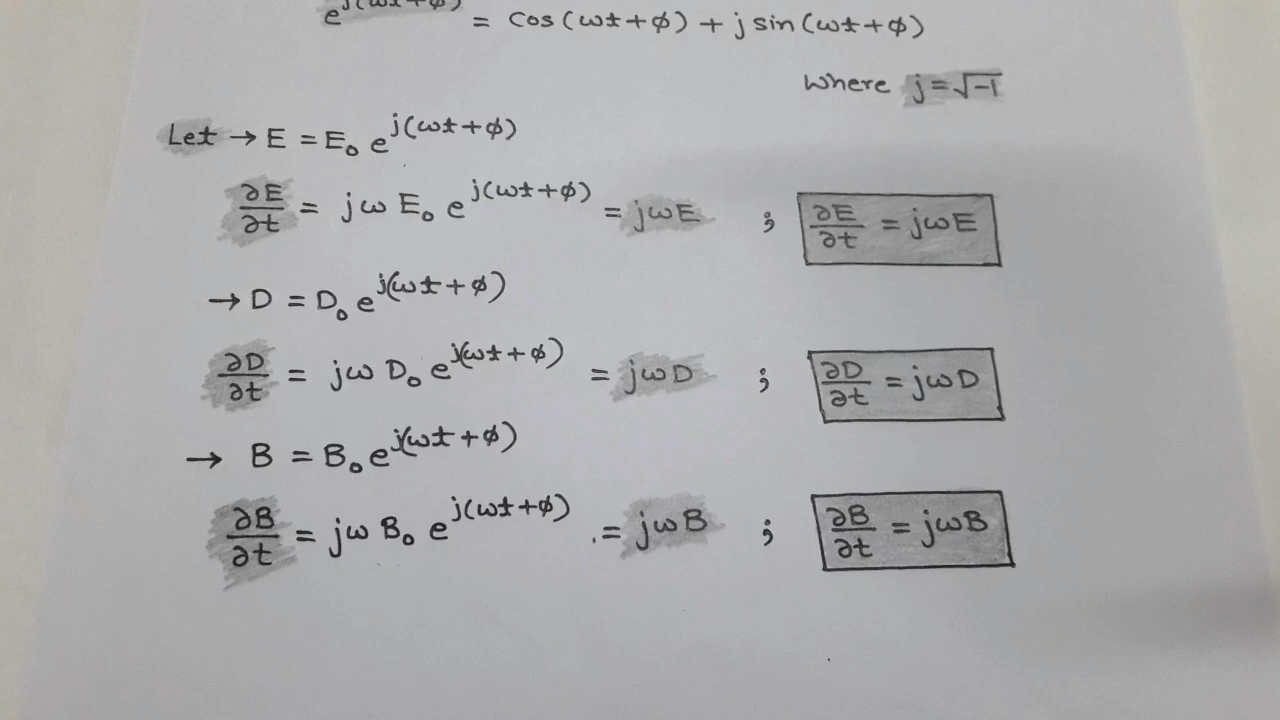 e^j(ωt+φ) = cos(ωt+φ) + j sin(ωt+φ)
where j=√-1
Let → E = E₀ e^j(ωt+φ)
∂E/∂t = jω E₀ e^j(ωt+φ) = jωE ; ∂E/∂t = jωE
→ D = D₀ e^j(ωt+φ)
∂D/∂t = jω D₀ e^j(ωt+φ) = jωD ; ∂D/∂t = jωD
→ B = B₀ e^j(ωt+φ)
∂B/∂t = jω B₀ e^j(ωt+φ) .= jωB ; ∂B/∂t = jωB